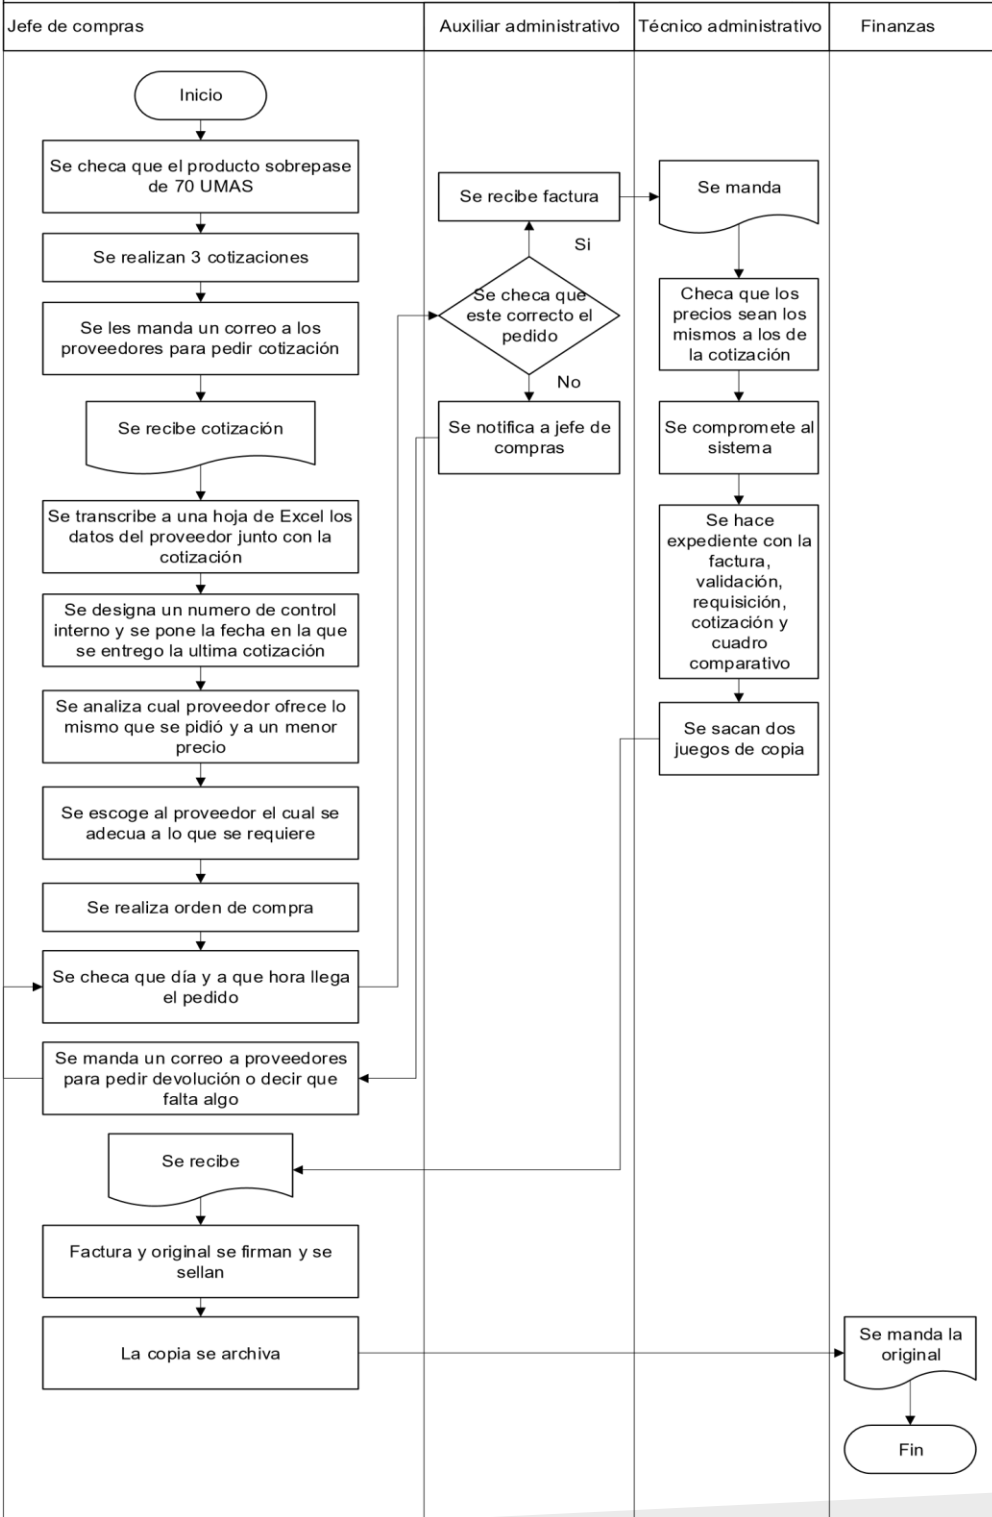 Jefe de compras
Auxiliar administrativo
Técnico administrativo
Finanzas
Inicio
Se checa que el producto sobrepase
de 70 UMAS
Se realizan 3 cotizaciones
Se les manda un correo a los
proveedores para pedir cotización
Se recibe cotización
Se transcribe a una hoja de Excel los
datos del proveedor junto con la
cotización
Se designa un numero de control
interno y se pone la fecha en la que
se entrego la ultima cotización
Se analiza cual proveedor ofrece lo
mismo que se pidió y a un menor
precio
Se escoge al proveedor el cual se
adecua a lo que se requiere
Se realiza orden de compra
Se checa que día y a que hora llega
el pedido
Se manda un correo a proveedores
para pedir devolución o decir que
falta algo
Se recibe
Factura y original se firman y se
sellan
La copia se archiva
Se recibe factura
Si
Se checa que
este correcto el
pedido
No
Se notifica a jefe de
compras
Se manda
Checa que los
precios sean los
mismos a los de
la cotización
Se compromete al
sistema
Se hace
expediente con la
factura,
validación,
requisición,
cotización y
cuadro
comparativo
Se sacan dos
juegos de copia
Se manda la
original
Fin